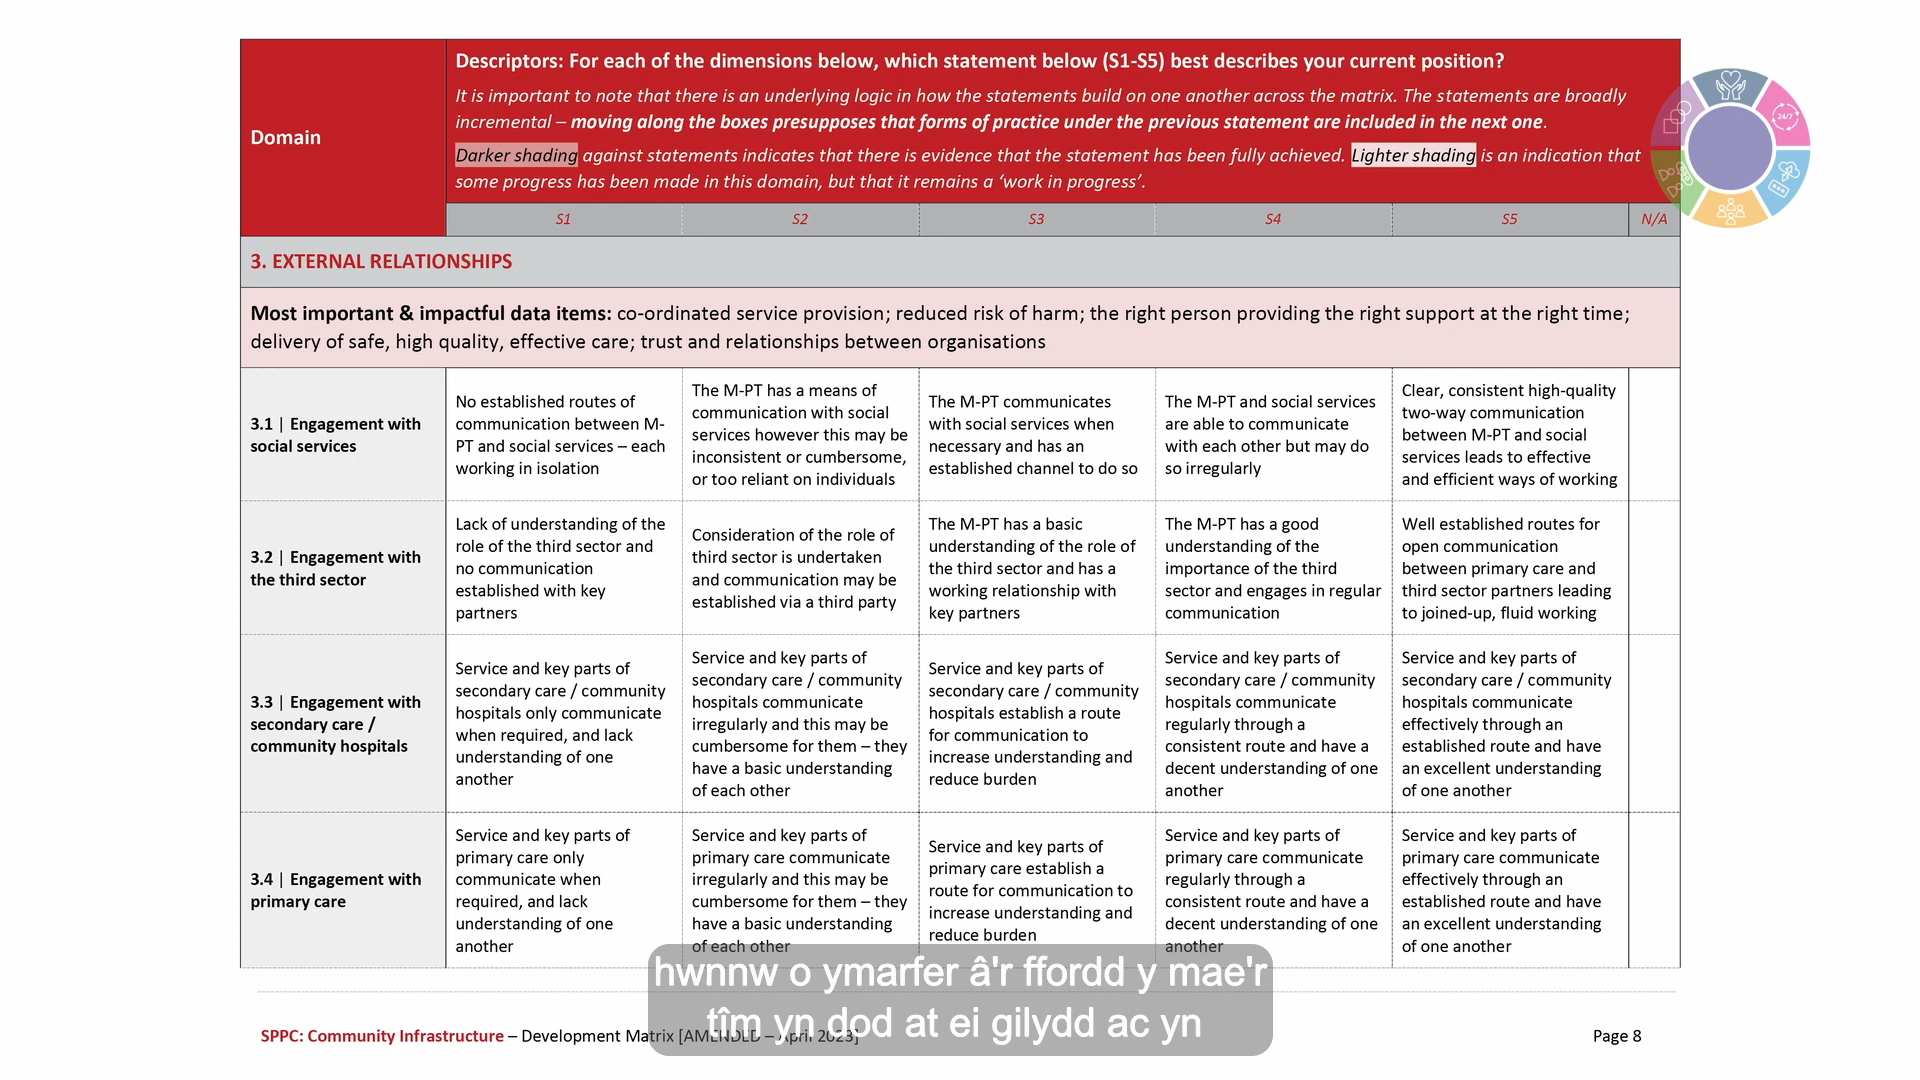 Domain
Descriptors: For each of the dimensions below, which statement below (S1-S5) best describes your current position?
It is important to note that there is an underlying logic in how the statements build on one another across the matrix. The statements are broadly
incremental – moving along the boxes presupposes that forms of practice under the previous statement are included in the next one.
Darker shading against statements indicates that there is evidence that the statement has been fully achieved. Lighter shading is an indication that
some progress has been made in this domain, but that it remains a ‘work in progress’.
24/7
S1
S2
S3
S4
S5
N/A
3. EXTERNAL RELATIONSHIPS
Most important & impactful data items: co-ordinated service provision; reduced risk of harm; the right person providing the right support at the right time;
delivery of safe, high quality, effective care; trust and relationships between organisations
3.1 | Engagement with
social services
No established routes of
communication between M-
PT and social services – each
working in isolation
The M-PT has a means of
communication with social
services however this may be
inconsistent or cumbersome,
or too reliant on individuals
The M-PT communicates
with social services when
necessary and has an
established channel to do so
The M-PT and social services
are able to communicate
with each other but may do
so irregularly
Clear, consistent high-quality
two-way communication
between M-PT and social
services leads to effective
and efficient ways of working
3.2 | Engagement with
the third sector
Lack of understanding of the
role of the third sector and
no communication
established with key
partners
Consideration of the role of
third sector is undertaken
and communication may be
established via a third party
The M-PT has a basic
understanding of the role of
the third sector and has a
working relationship with
key partners
The M-PT has a good
understanding of the
importance of the third
sector and engages in regular
communication
Well established routes for
open communication
between primary care and
third sector partners leading
to joined-up, fluid working
3.3 | Engagement with
secondary care /
community hospitals
Service and key parts of
secondary care / community
hospitals only communicate
when required, and lack
understanding of one
another
Service and key parts of
secondary care / community
hospitals communicate
irregularly and this may be
cumbersome for them – they
have a basic understanding
of each other
Service and key parts of
secondary care / community
hospitals establish a route
for communication to
increase understanding and
reduce burden
Service and key parts of
secondary care / community
hospitals communicate
regularly through a
consistent route and have a
decent understanding of one
another
Service and key parts of
secondary care / community
hospitals communicate
effectively through an
established route and have
an excellent understanding
of one another
3.4 | Engagement with
primary care
Service and key parts of
primary care only
communicate when
required, and lack
understanding of one
another
Service and key parts of
primary care communicate
irregularly and this may be
cumbersome for them – they
have a basic understanding
of each other
Service and key parts of
primary care establish a
route for communication to
increase understanding and
reduce burden
Service and key parts of
primary care communicate
regularly through a
consistent route and have a
decent understanding of one
another
Service and key parts of
primary care communicate
effectively through an
established route and have
an excellent understanding
of one another
hwnnw o ymarfer â'r ffordd y mae'r
tîm yn dod at ei gilydd ac yn
SPPC: Community Infrastructure – Development Matrix [AMENDED – April 2023]
Page 8